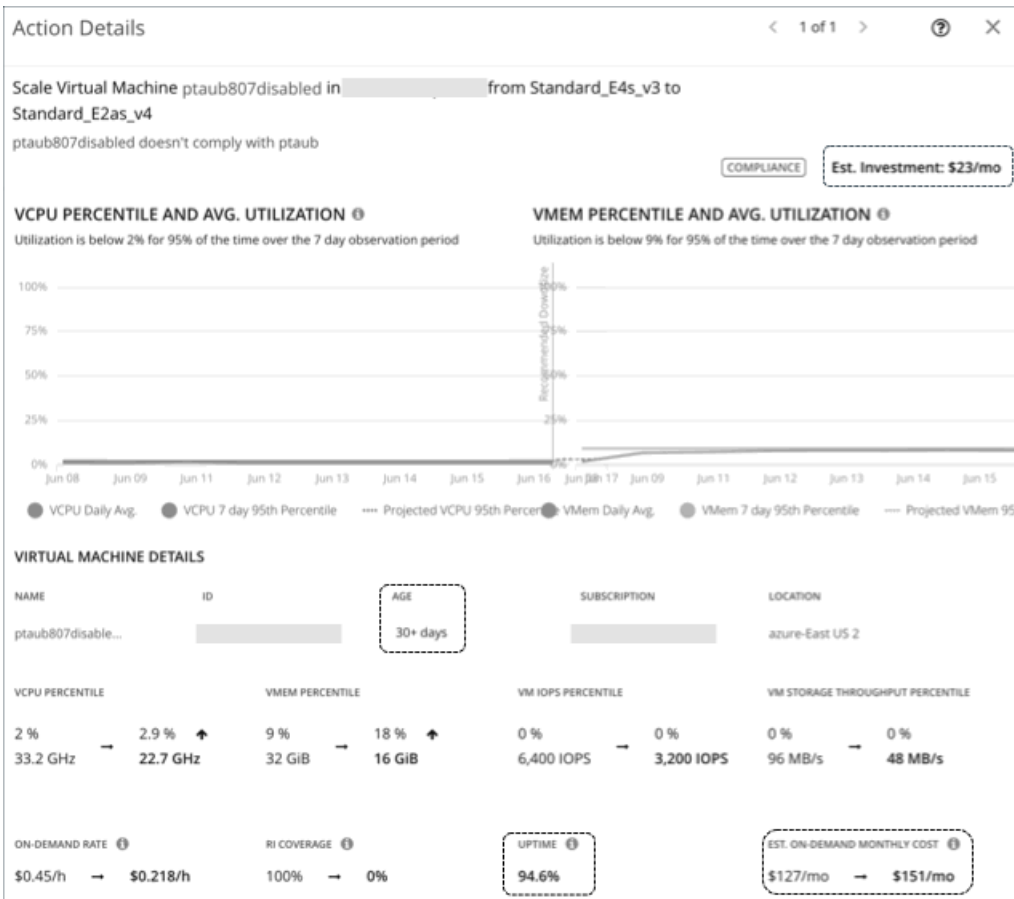 Action Details
1 of 1
Scale Virtual Machine ptaub807disabled in from Standard_E4s_v3 to
Standard_E2as_v4
ptaub807disabled doesn't comply with ptaub
COMPLIANCE Est. Investment: $23/mo
VCPU PERCENTILE AND AVG. UTILIZATION
Utilization is below 2% for 95% of the time over the 7 day observation period
100%
75%
50%
25%
0%
Jun 08 Jun 09 Jun 11 Jun 12 Jun 13 Jun 14 Jun 15 Jun 16 Jun 17
VCPU Daily Avg. VCPU 7 day 95th Percentile Projected VCPU 95th Percen
Recommended Downsize
VMEM PERCENTILE AND AVG. UTILIZATION
Utilization is below 9% for 95% of the time over the 7 day observation period
100%
75%
50%
25%
0%
Jun 09 Jun 11 Jun 12 Jun 13 Jun 14 Jun 15
VMem Daily Avg. VMem 7 day 95th Percentile Projected VMem 95
VIRTUAL MACHINE DETAILS
NAME ID AGE SUBSCRIPTION LOCATION
ptaub807disable... 30+ days azure-East US 2
VCPU PERCENTILE VMEM PERCENTILE VM IOPS PERCENTILE VM STORAGE THROUGHPUT PERCENTILE
2 % 2.9 % 9 % 18 % 0 % 0 % 0 % 0 %
33.2 GHz → 22.7 GHz 32 GiB → 16 GiB 6,400 IOPS → 3,200 IOPS 96 MB/s → 48 MB/s
ON-DEMAND RATE RI COVERAGE UPTIME EST. ON-DEMAND MONTHLY COST
$0.45/h → $0.218/h 100% → 0% 94.6% $127/mo → $151/mo